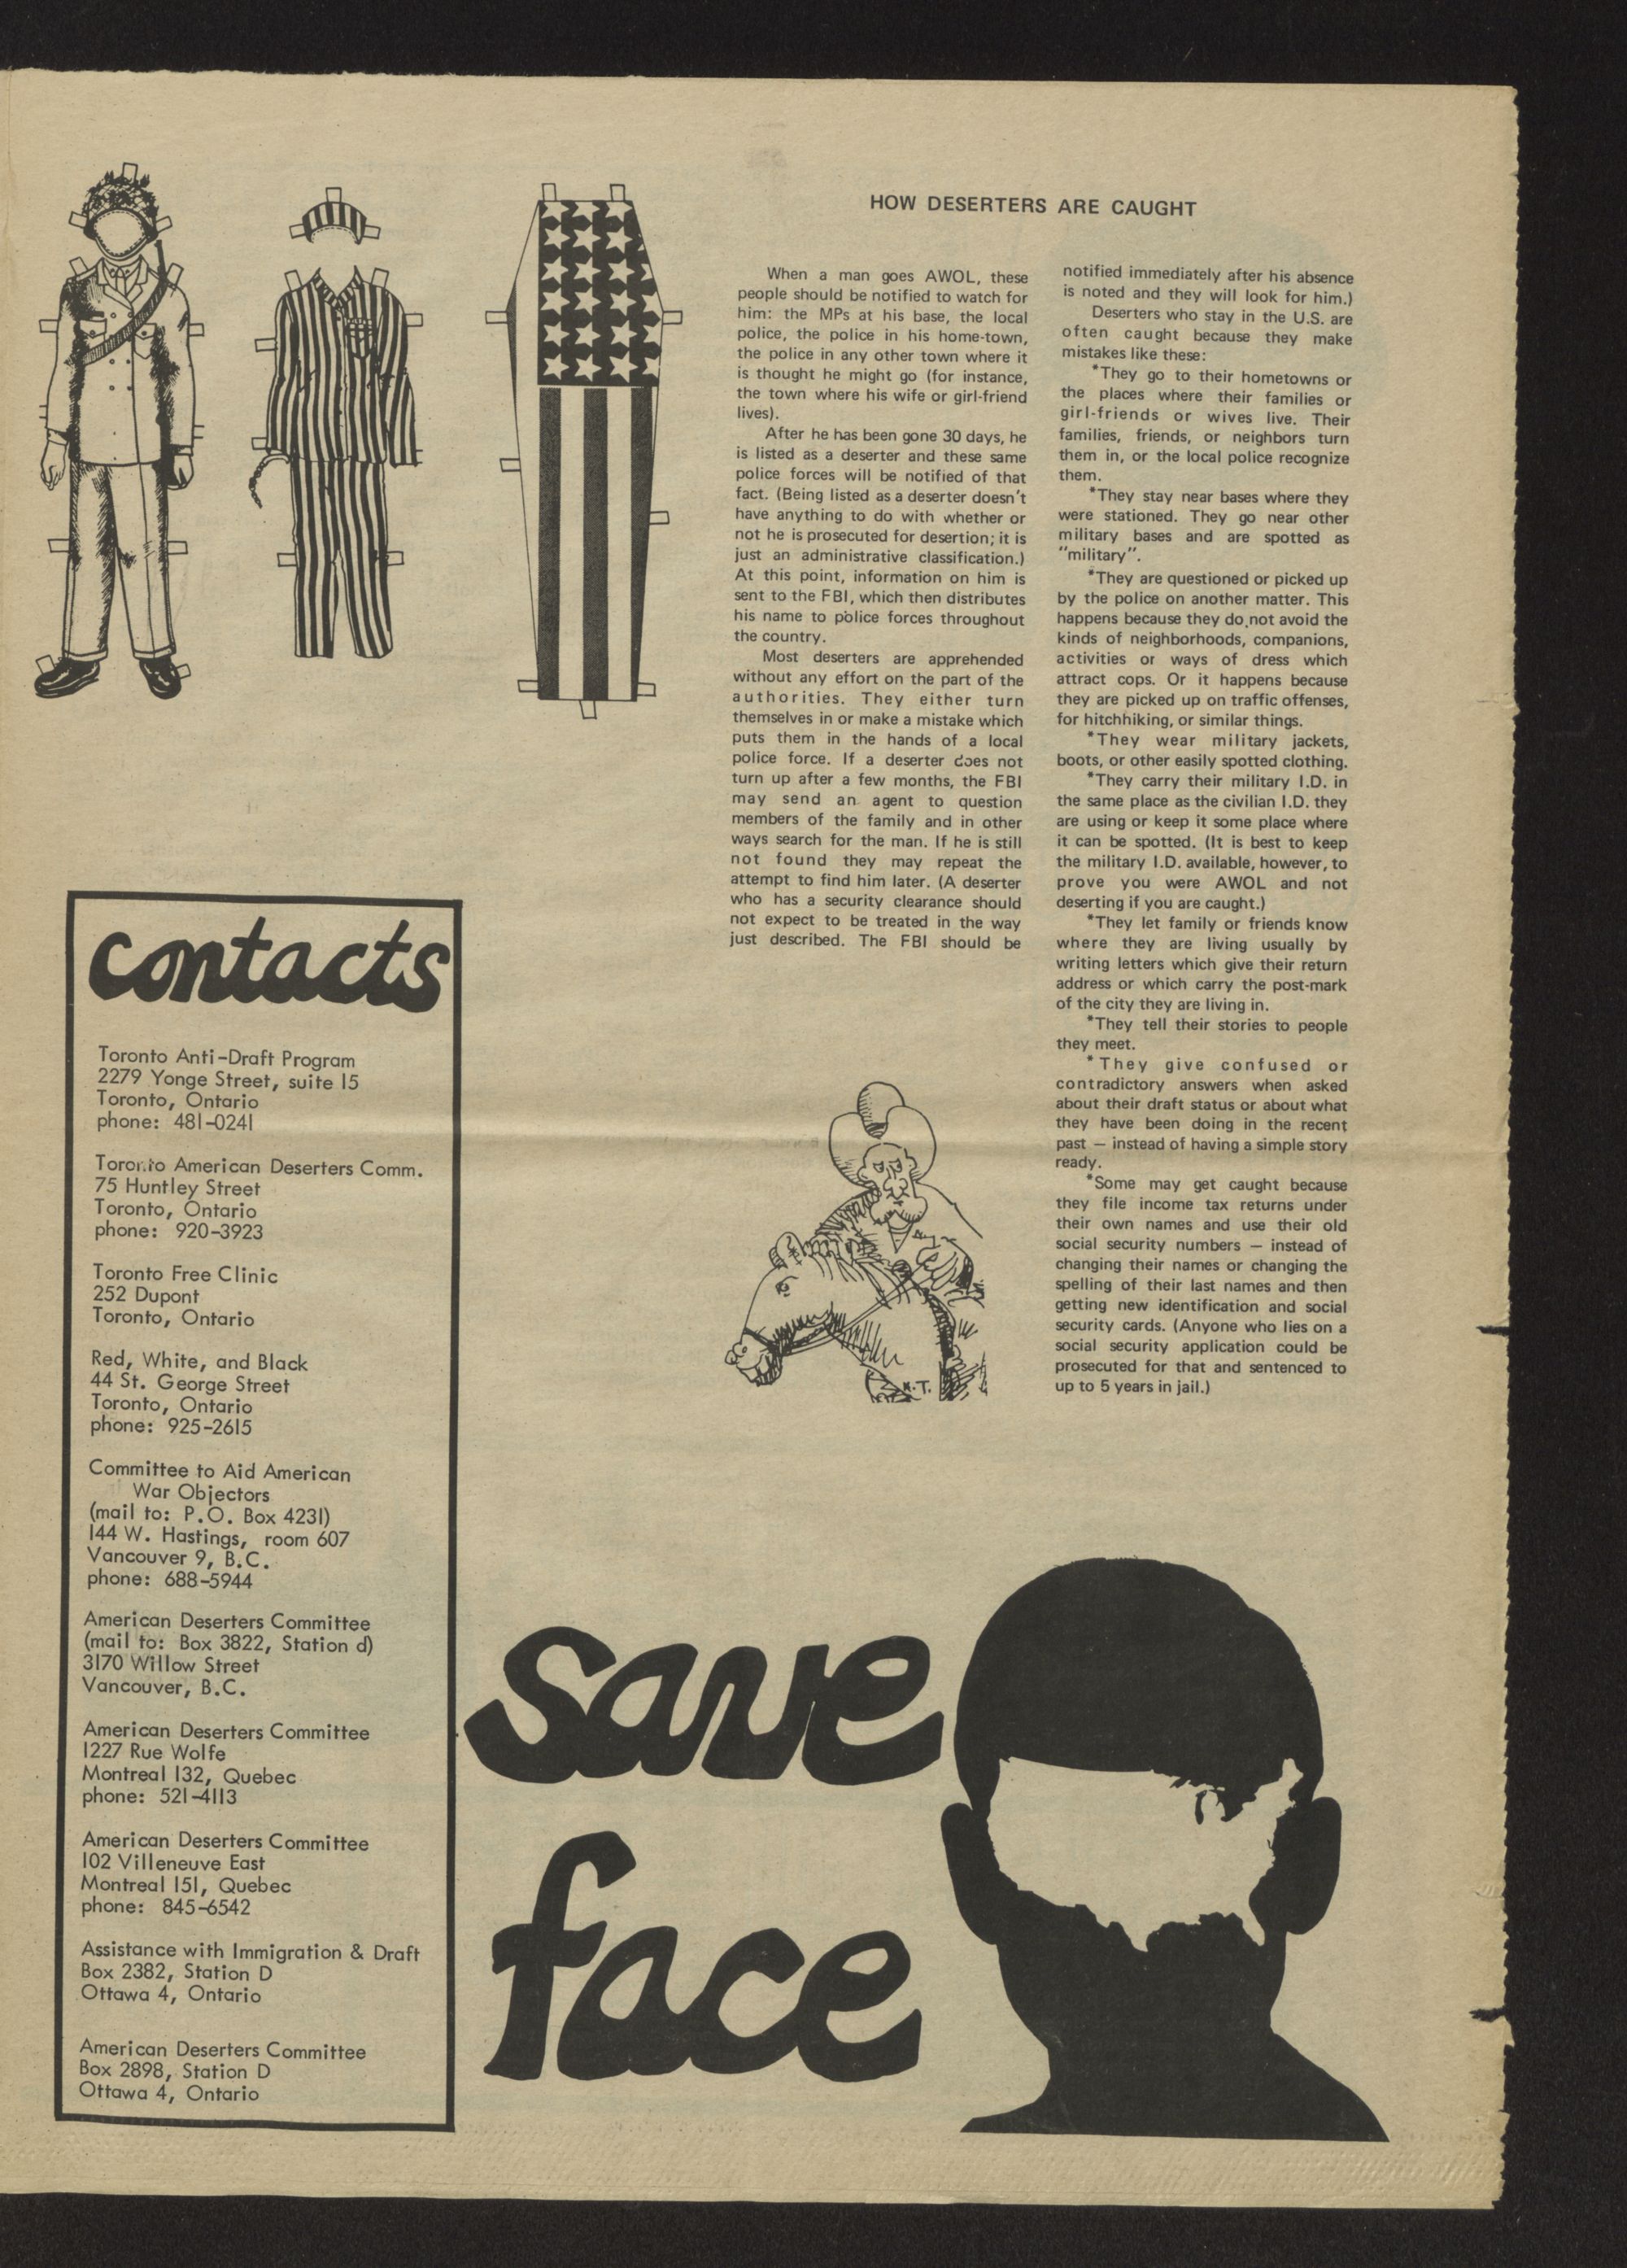 HOW DESERTERS ARE CAUGHT
When a man goes AWOL, these
people should be notified to watch for
him: the MPs at his base, the local
police, the police in his home-town,
the police in any other town where it
is thought he might go (for instance,
the town where his wife or girl-friend
lives).
After he has been gone 30 days, he
is listed as a deserter and these same
police forces will be notified of that
fact. (Being listed as a deserter doesn't
have anything to do with whether or
not he is prosecuted for desertion; it is
just an administrative classification.)
At this point, information on him is
sent to the FBI, which then distributes
his name to police forces throughout
the country.
Most deserters are apprehended
without any effort on the part of the
authorities. They either turn
themselves in or make a mistake which
puts them in the hands of a local
police force. If a deserter does not
turn up after a few months, the FBI
may send an agent to question
members of the family and in other
ways search for the man. If he is still
not found they may repeat the
attempt to find him later. (A deserter
who has a security clearance should
not expect to be treated in the way
just described. The FBI should be
notified immediately after his absence
is noted and they will look for him.)
Deserters who stay in the U.S. are
often caught because they make
mistakes like these:
*They go to their hometowns or
the places where their families or
girl-friends or wives live. Their
families, friends, or neighbors turn
them in, or the local police recognize
them.
*They stay near bases where they
were stationed. They go near other
military bases and are spotted as
"military".
*They are questioned or picked up
by the police on another matter. This
happens because they do not avoid the
kinds of neighborhoods, companions,
activities or ways of dress which
attract cops. Or it happens because
they are picked up on traffic offenses,
for hitchhiking, or similar things.
*They wear military jackets,
boots, or other easily spotted clothing.
*They carry their military I.D. in
the same place as the civilian I.D. they
are using or keep it some place where
it can be spotted. (It is best to keep
the military I.D. available, however, to
prove you were AWOL and not
deserting if you are caught.)
*They let family or friends know
where they are living usually by
writing letters which give their return
address or which carry the post-mark
of the city they are living in.
*They tell their stories to people
they meet.
*They give confused or
contradictory answers when asked
about their draft status or about what
they have been doing in the recent
past — instead of having a simple story
ready.
*Some may get caught because
they file income tax returns under
their own names and use their old
social security numbers — instead of
changing their names or changing the
spelling of their last names and then
getting new identification and social
security cards. (Anyone who lies on a
social security application could be
prosecuted for that and sentenced to
up to 5 years in jail.)
K.T.
contacts
Toronto Anti-Draft Program
2279 Yonge Street, suite 15
Toronto, Ontario
phone: 481-0241
Toronto American Deserters Comm.
75 Huntley Street
Toronto, Ontario
phone: 920-3923
Toronto Free Clinic
252 Dupont
Toronto, Ontario
Red, White, and Black
44 St. George Street
Toronto, Ontario
phone: 925-2615
Committee to Aid American
War Objectors
(mail to: P.O. Box 4231)
144 W. Hastings, room 607
Vancouver 9, B.C.
phone: 688-5944
American Deserters Committee
(mail to: Box 3822, Station d)
3170 Willow Street
Vancouver, B.C.
American Deserters Committee
1227 Rue Wolfe
Montreal 132, Quebec
phone: 521-4113
American Deserters Committee
102 Villeneuve East
Montreal 151, Quebec
phone: 845-6542
Assistance with Immigration & Draft
Box 2382, Station D
Ottawa 4, Ontario
American Deserters Committee
Box 2898, Station D
Ottawa 4, Ontario
save
face